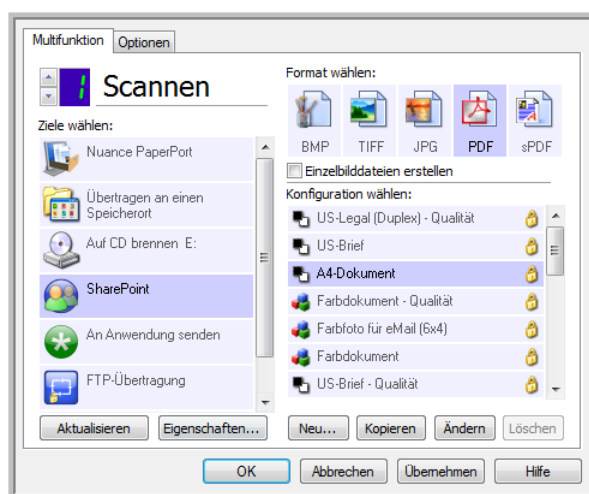 Multifunktion
Optionen
1
Scannen
Ziele wählen:
Nuance PaperPort
Übertragen an einen
Speicherort
Auf CD brennen E:
SharePoint
An Anwendung senden
FTP-Übertragung
Aktualisieren
Eigenschaften...
Format wählen:
BMP
TIFF
JPG
PDF
sPDF
Einzelbilddateien erstellen
Konfiguration wählen:
US-Legal (Duplex) - Qualität
US-Brief
A4-Dokument
Farbdokument - Qualität
Farbfoto für eMail (6x4)
Farbdokument
US-Brief - Qualität
Neu...
Kopieren
Ändern
Löschen
OK
Abbrechen
Übernehmen
Hilfe